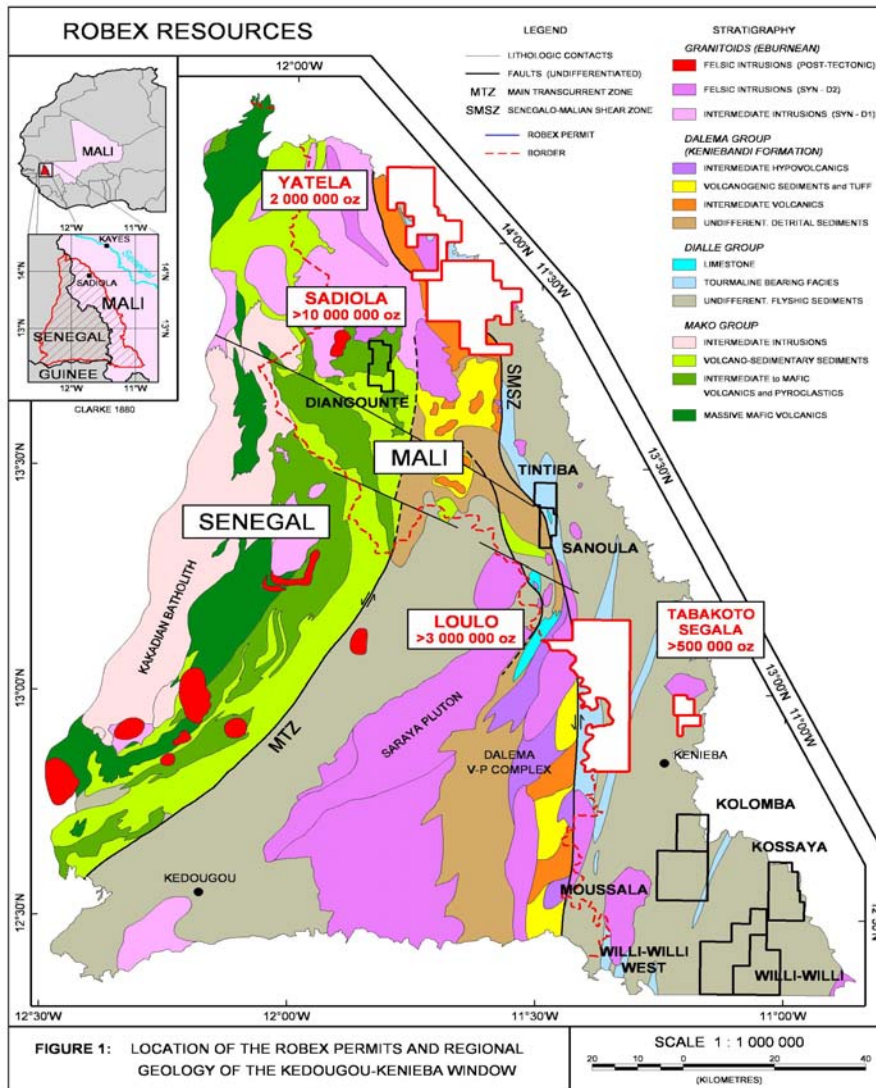 ROBEX RESOURCES
LEGEND
LITHOLOGIC CONTACTS
FAULTS (UNDIFFERENTIATED)
MTZ MAIN TRANSCURRENT ZONE
SMSZ SENEGALO-MALIAN SHEAR ZONE
ROBEX PERMIT
BORDER
STRATIGRAPHY
GRANITOIDS (EBURNEAN)
FELSIC INTRUSIONS (POST-TECTONIC)
FELSIC INTRUSIONS (SYN - D2)
INTERMEDIATE INTRUSIONS (SYN - D1)
DALEMA GROUP
(KENIEBANDI FORMATION)
INTERMEDIATE HYPOVOLCANICS
VOLCANOGENIC SEDIMENTS and TUFF
INTERMEDIATE VOLCANICS
UNDIFFERENT. DETRITAL SEDIMENTS
DIALLE GROUP
LIMESTONE
TOURMALINE BEARING FACIES
UNDIFFERENT. FLYSHIC SEDIMENTS
MAKO GROUP
INTERMEDIATE INTRUSIONS
VOLCANO-SEDIMENTARY SEDIMENTS
INTERMEDIATE to MAFIC
VOLCANICS and PYROCLASTICS
MASSIVE MAFIC VOLCANICS
MALI
12°W 11°W
KAYES
14°N
14°N
SADIOLA
MALI
13°N
13°N
SENEGAL
GUINEE
12°W 11°W
CLARKE 1880
12°00'W
YATELA
2 000 000 oz
14°00'N
11°30'W
SADIOLA
>10 000 000 oz
DIANGOUNTE
SMSZ
13°30'N
13°30'N
MALI
TINTIBA
SENEGAL
SANOULA
KAKADIAN BATHOLITH
LOULO
>3 000 000 oz
TABAKOTO
SEGALA
>500 000 oz
13°00'N
13°00'N
11°00'W
MTZ
SARAYA PLUTON
DALEMA
V-P COMPLEX
KENIEBA
KOLOMBA
KOSSAYA
KEDOUGOU
MOUSSALA
12°30'N
WILLI-WILLI
WEST
WILLI-WILLI
12°30'W 12°00'W 11°30'W 11°00'W
FIGURE 1: LOCATION OF THE ROBEX PERMITS AND REGIONAL
GEOLOGY OF THE KEDOUGOU-KENIEBA WINDOW
SCALE 1 : 1 000 000
20 10 0 20 40
(KILOMETRES)